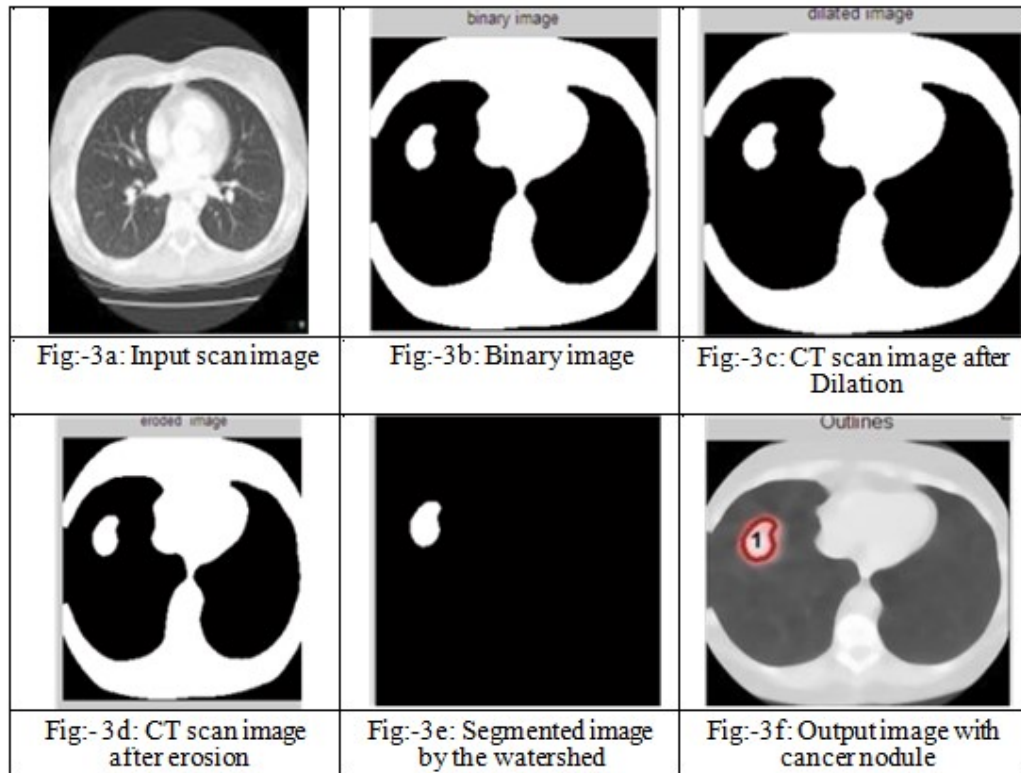 binary image
dilated image
Fig:-3a: Input scan image
Fig:-3b: Binary image
Fig:-3c: CT scan image after
Dilation
eroded image
Outlines
1
Fig:- 3d: CT scan image
after erosion
Fig:-3e: Segmented image
by the watershed
Fig:-3f: Output image with
cancer nodule